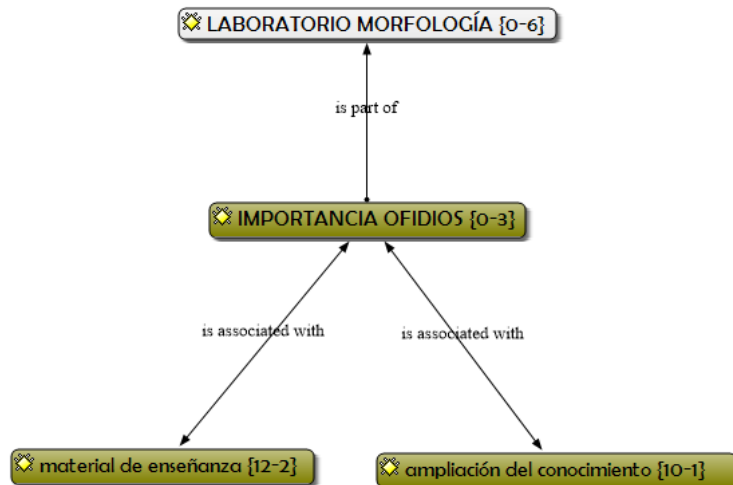 LABORATORIO MORFOLOGÍA {0-6}
is part of
IMPORTANCIA OFIDIOS {0-3}
is associated with
is associated with
material de enseñanza {12-2}
ampliación del conocimiento {10-1}